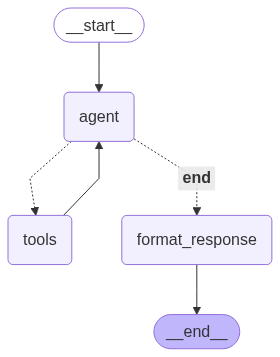 __start__
agent
end
tools
format_response
__end__